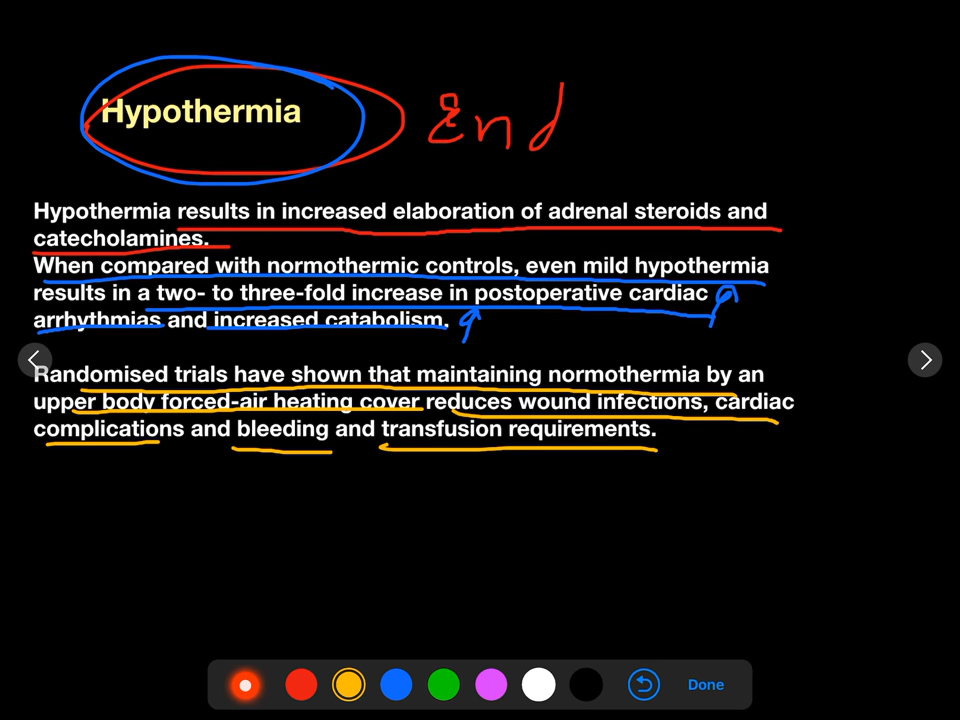 Hypothermia End
Hypothermia results in increased elaboration of adrenal steroids and
catecholamines.
When compared with normothermic controls, even mild hypothermia
results in a two- to three-fold increase in postoperative cardiac
arrhythmias and increased catabolism.
Randomised trials have shown that maintaining normothermia by an
upper body forced-air heating cover reduces wound infections, cardiac
complications and bleeding and transfusion requirements.
Done